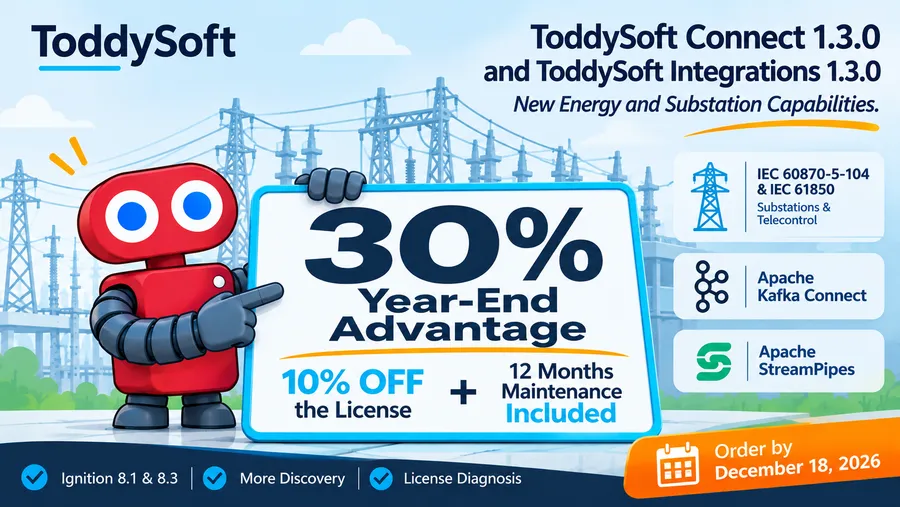 ToddySoft
ToddySoft Connect 1.3.0
and ToddySoft Integrations 1.3.0
New Energy and Substation Capabilities.
IEC 60870-5-104
& IEC 61850
Substations &
Telecontrol
Apache
Kafka Connect
Apache
StreamPipes
30%
Year-End
Advantage
10% OFF
the License
+
12 Months
Maintenance
Included
Order by
December 18, 2026
Ignition 8.1 & 8.3
More Discovery
License Diagnosis